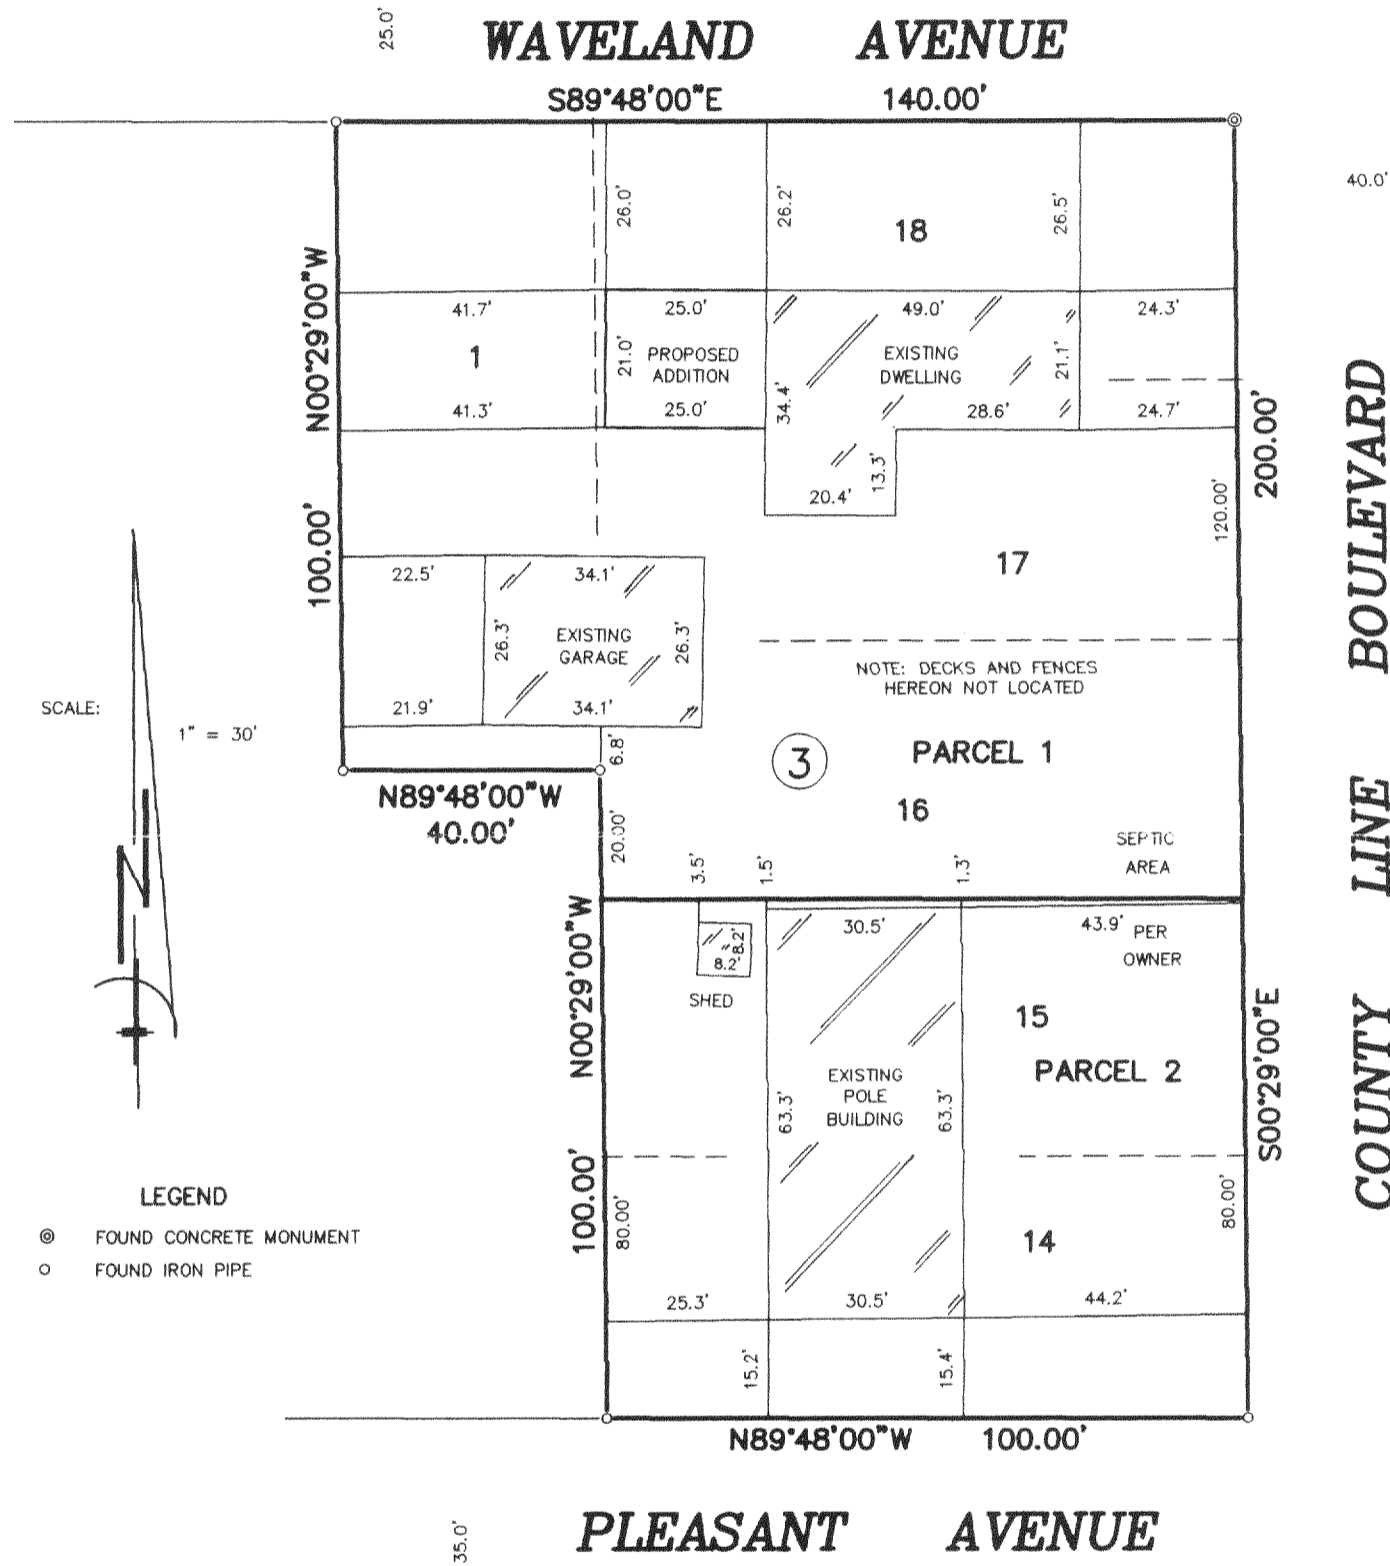 25.0'
WAVELAND AVENUE
S89°48'00"E 140.00'
40.0'
26.0'
26.2'
26.5'
18
N00°29'00"W
100.00'
41.7'
25.0'
49.0'
24.3'
1
21.0'
PROPOSED
ADDITION
EXISTING
DWELLING
21.1'
34.4'
41.3'
25.0'
28.6'
24.7'
20.4'
13.3'
200.00'
120.00'
COUNTY LINE BOULEVARD
17
22.5'
34.1'
26.3'
EXISTING
GARAGE
26.3'
21.9'
34.1'
NOTE: DECKS AND FENCES
HEREON NOT LOCATED
SCALE:
1" = 30'
6.8'
3
PARCEL 1
N89°48'00"W
40.00'
16
20.00'
SEPTIC
AREA
3.5'
1.5'
1.3'
N
30.5'
43.9'
PER
OWNER
8.2'
8.2'
SHED
N00°29'00"W
100.00'
15
PARCEL 2
S00°29'00"E
EXISTING
POLE
BUILDING
63.3'
63.3'
LEGEND
FOUND CONCRETE MONUMENT
FOUND IRON PIPE
80.00'
80.00'
14
25.3'
30.5'
44.2'
15.2'
15.4'
N89°48'00"W 100.00'
35.0'
PLEASANT AVENUE